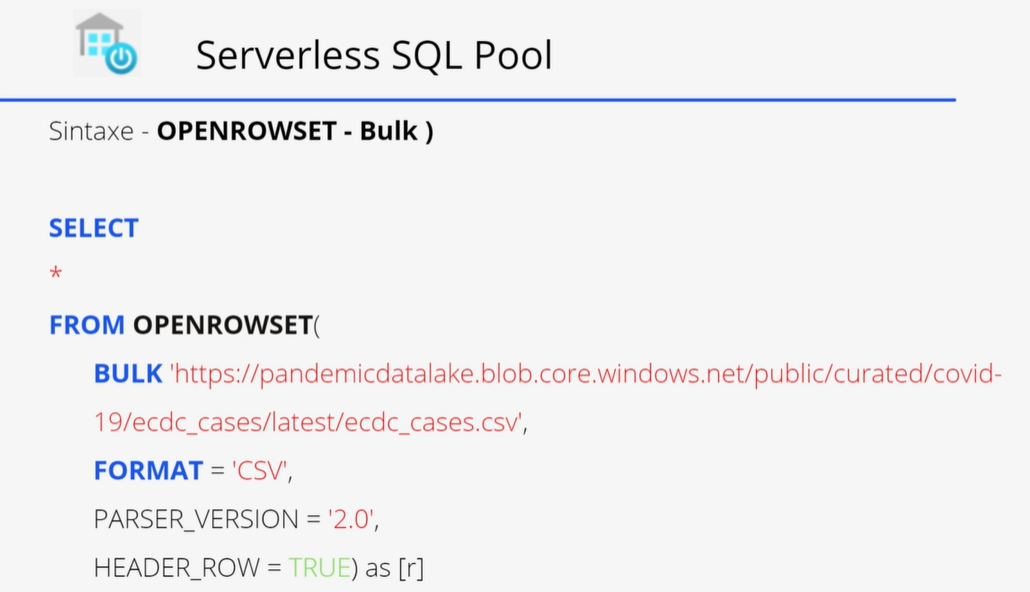 Serverless SQL Pool
Sintaxe - OPENROWSET - Bulk )
SELECT
*
FROM OPENROWSET(
BULK 'https://pandemicdatalake.blob.core.windows.net/public/curated/covid-
19/ecdc_cases/latest/ecdc_cases.csv',
FORMAT = 'CSV',
PARSER_VERSION = '2.0',
HEADER_ROW = TRUE) as [r]